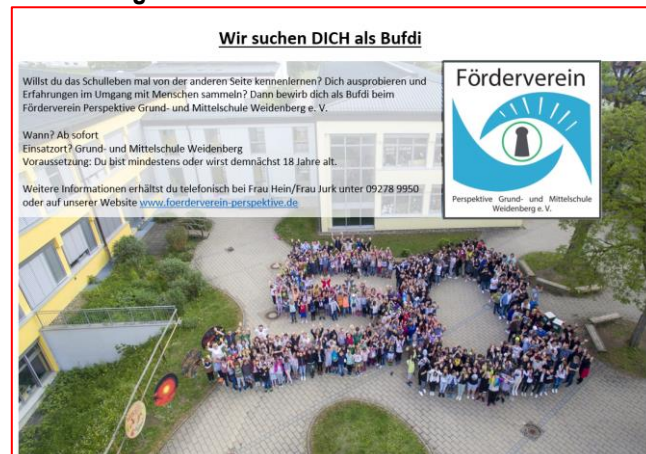 Wir suchen DICH als Bufdi
Willst du das Schulleben mal von der anderen Seite kennenlernen? Dich ausprobieren und
Erfahrungen im Umgang mit Menschen sammeln? Dann bewirb dich als Bufdi beim
Förderverein Perspektive Grund- und Mittelschule Weidenberg e. V.
Wann? Ab sofort
Einsatzort? Grund- und Mittelschule Weidenberg
Voraussetzung: Du bist mindestens oder wirst demnächst 18 Jahre alt.
Weitere Informationen erhältst du telefonisch bei Frau Hein/Frau Jurk unter 09278 9950
oder auf unserer Website www.foerderverein-perspektive.de
Förderverein
Perspektive Grund- und Mittelschule
Weidenberg e. V.